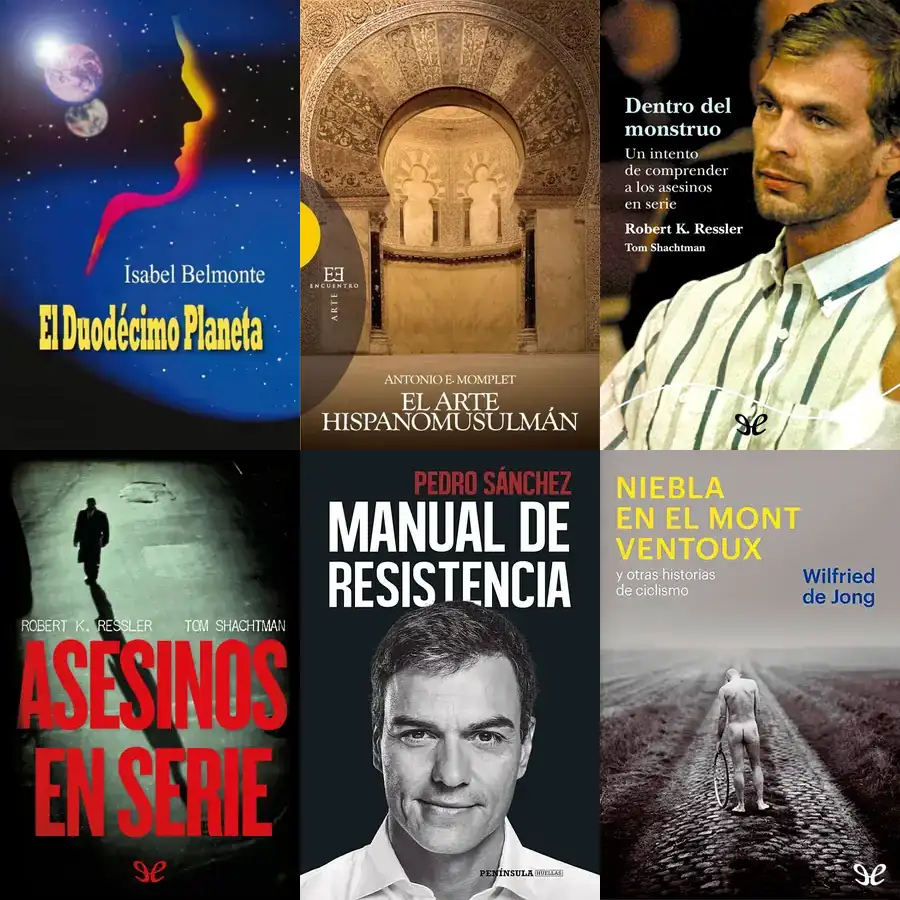 Isabel Belmonte
El Duodécimo Planeta
EE
ENCUENTRO
ARTE
ANTONIO E. MOMPLET
EL ARTE
HISPANOMUSULMÁN
Dentro del
monstruo
Un intento
de comprender
a los asesinos
en serie
Robert K. Ressler
Tom Shachtman
ROBERT K. RESSLER TOM SHACHTMAN
ASESINOS
EN SERIE
PEDRO SÁNCHEZ
MANUAL DE
RESISTENCIA
PENÍNSULA HUELLAS
NIEBLA
EN EL MONT
VENTOUX
y otras historias
de ciclismo
Wilfried
de Jong